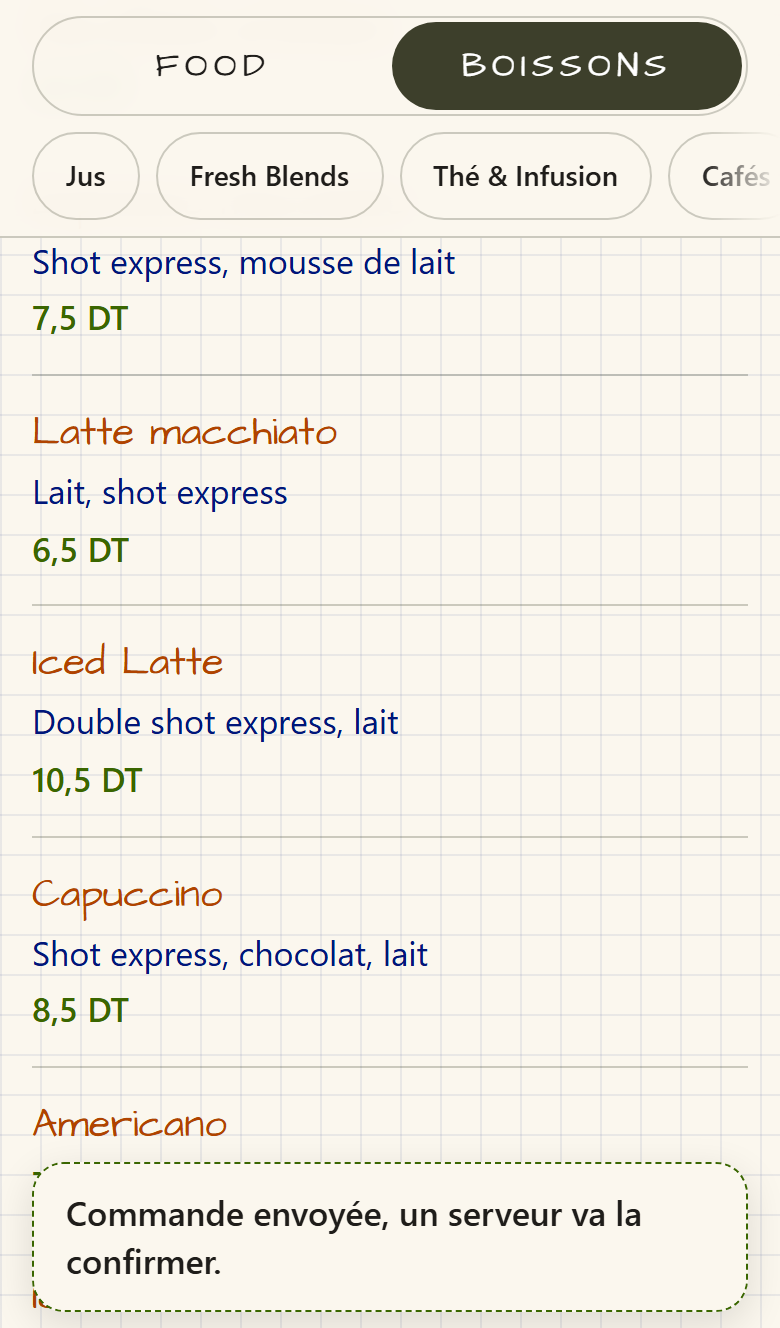 FOOD
BOISSONS
Jus
Fresh Blends
Thé & Infusion
Cafés
Shot express, mousse de lait
7,5 DT
Latte macchiato
Lait, shot express
6,5 DT
Iced Latte
Double shot express, lait
10,5 DT
Capuccino
Shot express, chocolat, lait
8,5 DT
Americano
Commande envoyée, un serveur va la
confirmer.